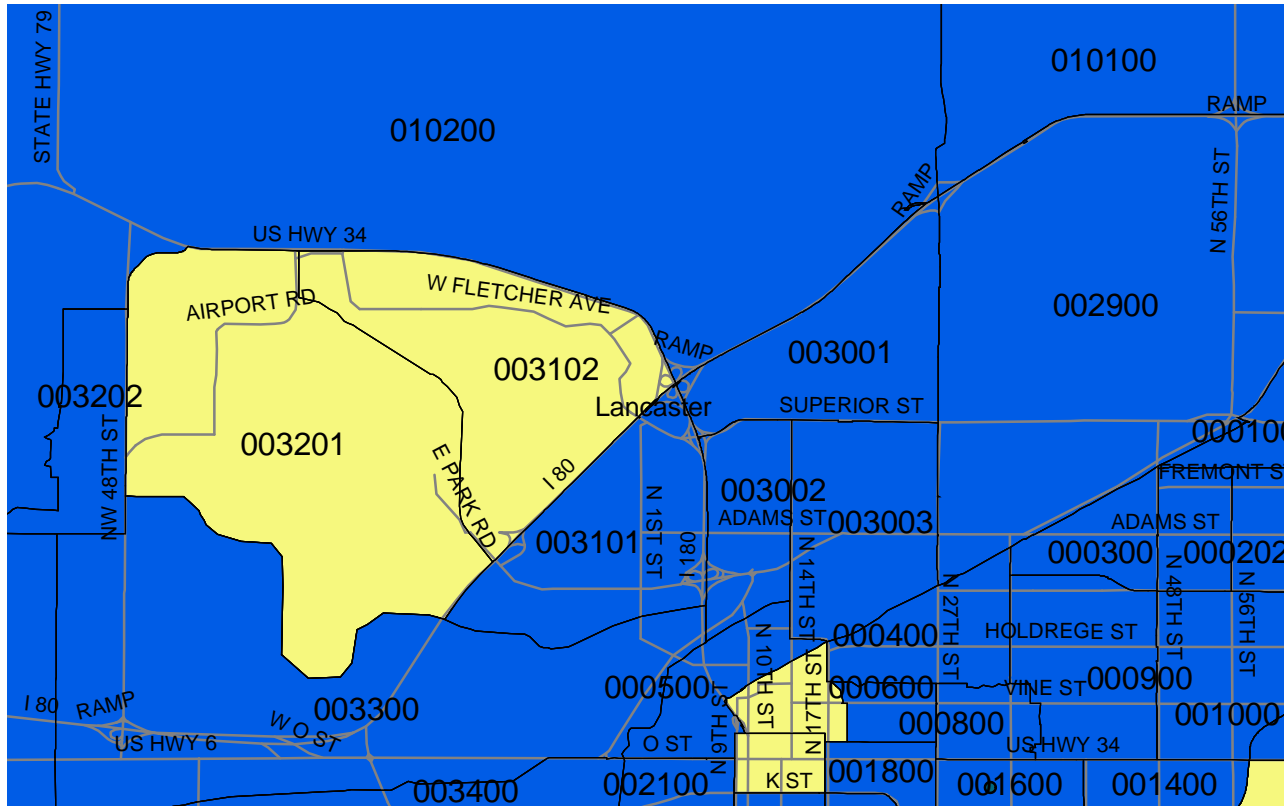 STATE HWY 79
010100
RAMP
010200
N 56TH ST
RAMP
US HWY 34
W FLETCHER AVE
AIRPORT RD
002900
RAMP
003001
003102
003202
Lancaster
SUPERIOR ST
003201
E PARK RD
I 80
NW 48TH ST
FREMONT S
003002
ADAMS ST
003003
ADAMS ST
N 1ST ST
I 180
003101
N 14TH ST
000300
000202
N 27TH ST
N 48TH ST
N 56TH ST
000400
HOLDREGE ST
N 10TH ST
N 17TH ST
000500
000600
VINE ST
000900
I 80
RAMP
003300
W O ST
000800
001000
US HWY 6
O ST
N 9TH ST
US HWY 34
003400
002100
K ST
001800
001600
001400